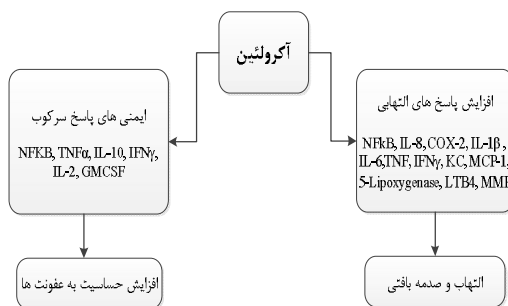 آکرولئین
افزایش پاسخ های التهابی
NFkB, IL-8, COX-2, IL-1β ,
IL-6,TNF, IFNγ, KC, MCP-1,
5-Lipoxygenase, LTB4, MMP
التهاب و صدمه بافتی
ایمنی های پاسخ سرکوب
NFKB, TNFα, IL-10, IFNγ,
IL-2, GMCSF
افزایش حساسیت به عفونت ها